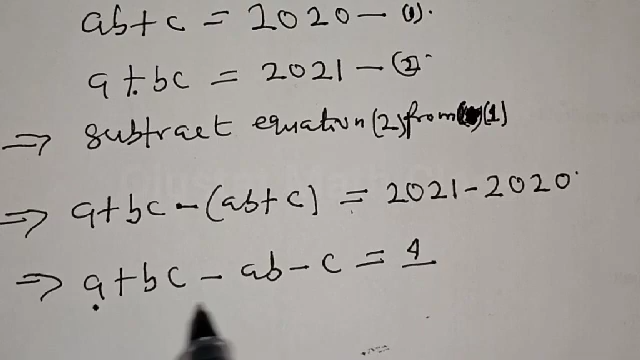 ab+c = 2020 — (1).
a+bc = 2021 — (2).
⇒ subtract equation (2) from (1)
⇒ a+bc - (ab+c) = 2021 - 2020.
⇒ a+bc - ab - c = 1